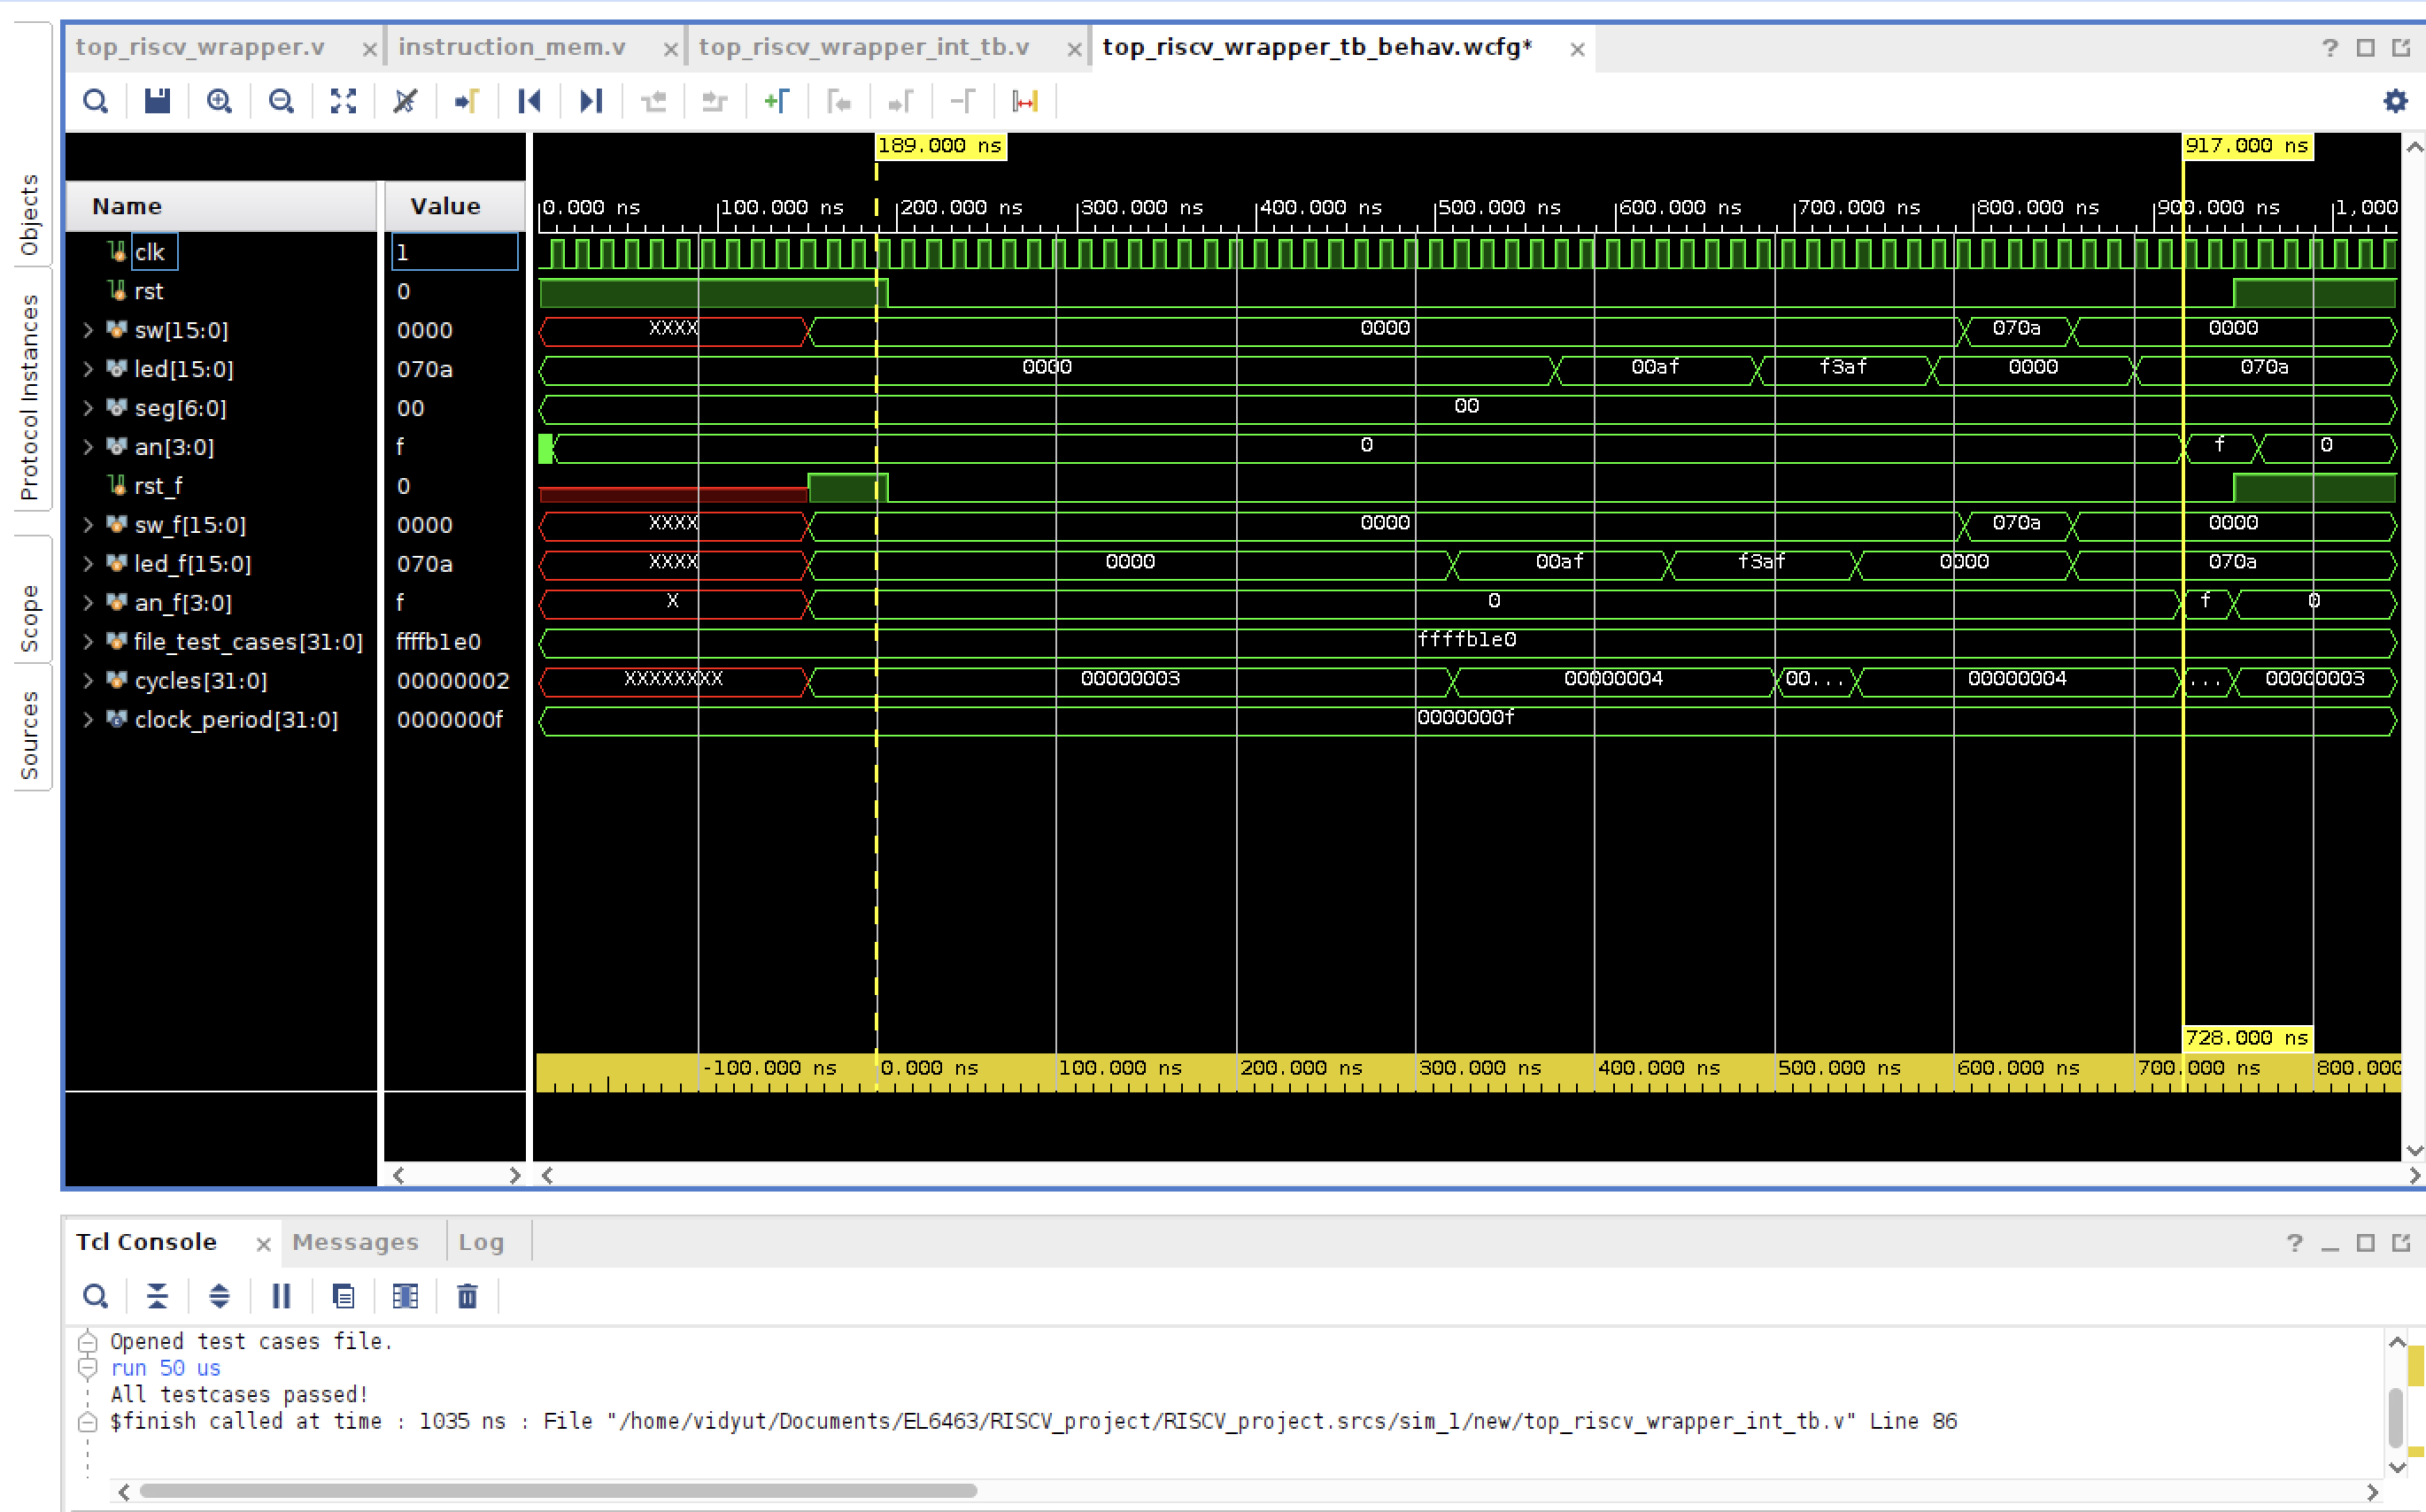 top_riscv_wrapper.v instruction_mem.v top_riscv_wrapper_int_tb.v top_riscv_wrapper_tb_behav.wcfg*
Objects
Protocol Instances
Scope
Sources
189.000 ns 917.000 ns
Name Value
0.000 ns 100.000 ns 200.000 ns 300.000 ns 400.000 ns 500.000 ns 600.000 ns 700.000 ns 800.000 ns 900.000 ns 1,000
clk 1
rst 0
sw[15:0] 0000 XXXX 0000 070a 0000
led[15:0] 070a 0000 00af f3af 0000 070a
seg[6:0] 00 00
an[3:0] f 0 f 0
rst_f 0
sw_f[15:0] 0000 XXXX 0000 070a 0000
led_f[15:0] 070a XXXX 0000 00af f3af 0000 070a
an_f[3:0] f X 0 f 0
file_test_cases[31:0] ffffb1e0 ffffb1e0
cycles[31:0] 00000002 XXXXXXXX 00000003 00000004 00... 00000004 ... 00000003
clock_period[31:0] 0000000f 0000000f
728.000 ns
-100.000 ns 0.000 ns 100.000 ns 200.000 ns 300.000 ns 400.000 ns 500.000 ns 600.000 ns 700.000 ns 800.000
Tcl Console Messages Log
Opened test cases file.
run 50 us
All testcases passed!
$finish called at time : 1035 ns : File "/home/vidyut/Documents/EL6463/RISCV_project/RISCV_project.srcs/sim_1/new/top_riscv_wrapper_int_tb.v" Line 86